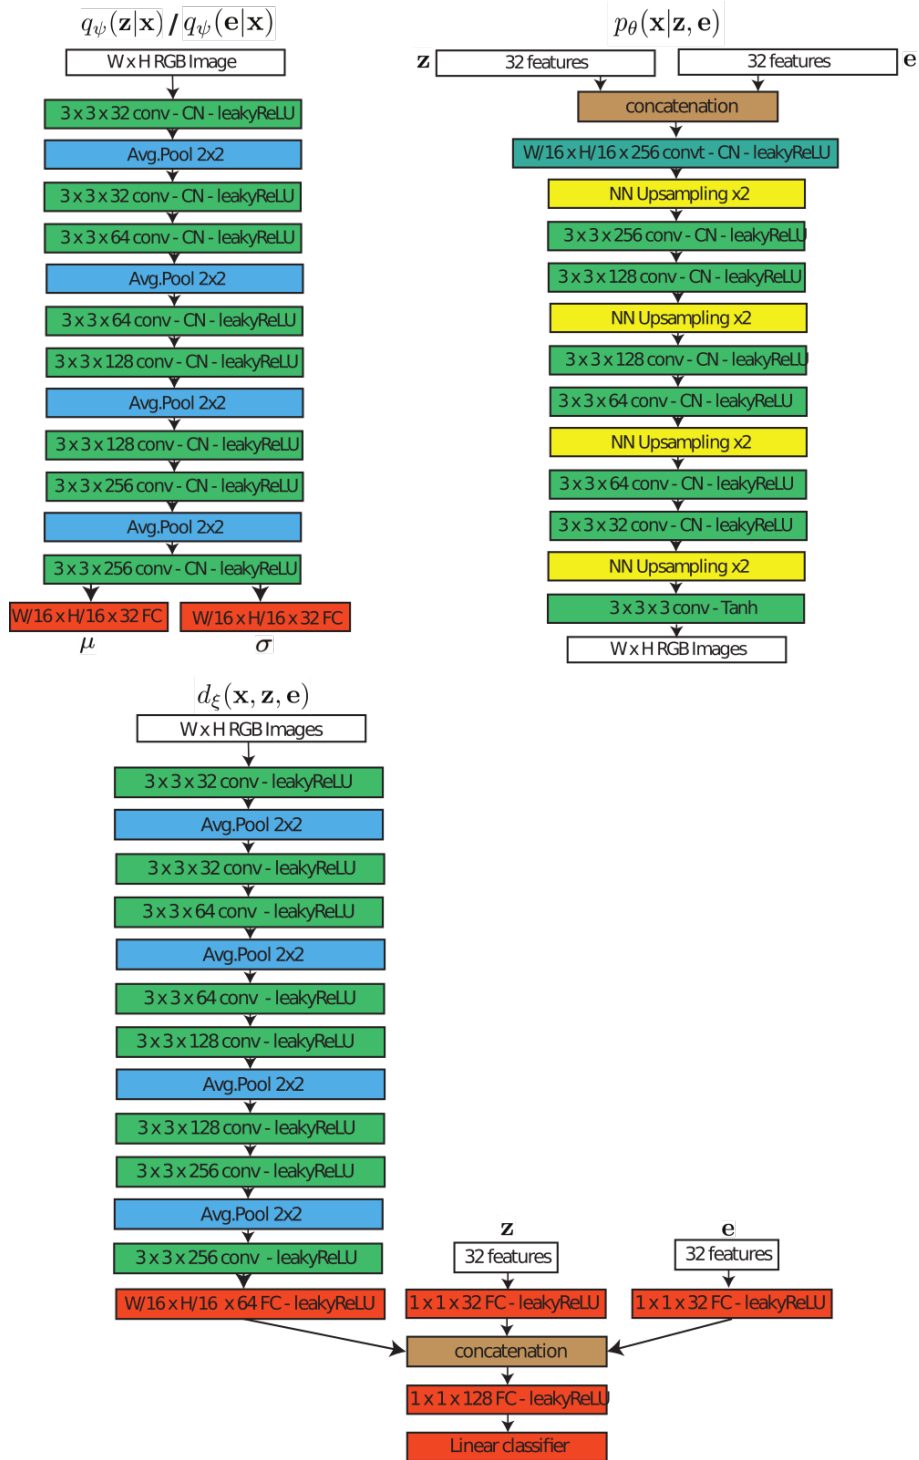 qψ(z|x) / qψ(e|x)
W x H RGB Image
3 x 3 x 32 conv - CN - leakyReLU
Avg.Pool 2x2
3 x 3 x 32 conv - CN - leakyReLU
3 x 3 x 64 conv - CN - leakyReLU
Avg.Pool 2x2
3 x 3 x 64 conv - CN - leakyReLU
3 x 3 x 128 conv - CN - leakyReLU
Avg.Pool 2x2
3 x 3 x 128 conv - CN - leakyReLU
3 x 3 x 256 conv - CN - leakyReLU
Avg.Pool 2x2
3 x 3 x 256 conv - CN - leakyReLU
W/16 x H/16 x 32 FC
W/16 x H/16 x 32 FC
μ
σ
pθ(x|z, e)
z
32 features
32 features
e
concatenation
W/16 x H/16 x 256 convt - CN - leakyReLU
NN Upsampling x2
3 x 3 x 256 conv - CN - leakyReLU
3 x 3 x 128 conv - CN - leakyReLU
NN Upsampling x2
3 x 3 x 128 conv - CN - leakyReLU
3 x 3 x 64 conv - CN - leakyReLU
NN Upsampling x2
3 x 3 x 64 conv - CN - leakyReLU
3 x 3 x 32 conv - CN - leakyReLU
NN Upsampling x2
3 x 3 x 3 conv - Tanh
W x H RGB Images
dξ(x, z, e)
W x H RGB Images
3 x 3 x 32 conv - leakyReLU
Avg.Pool 2x2
3 x 3 x 32 conv - leakyReLU
3 x 3 x 64 conv - leakyReLU
Avg.Pool 2x2
3 x 3 x 64 conv - leakyReLU
3 x 3 x 128 conv - leakyReLU
Avg.Pool 2x2
3 x 3 x 128 conv - leakyReLU
3 x 3 x 256 conv - leakyReLU
Avg.Pool 2x2
3 x 3 x 256 conv - leakyReLU
W/16 x H/16 x 64 FC - leakyReLU
z
32 features
1 x 1 x 32 FC - leakyReLU
e
32 features
1 x 1 x 32 FC - leakyReLU
concatenation
1 x 1 x 128 FC - leakyReLU
Linear classifier